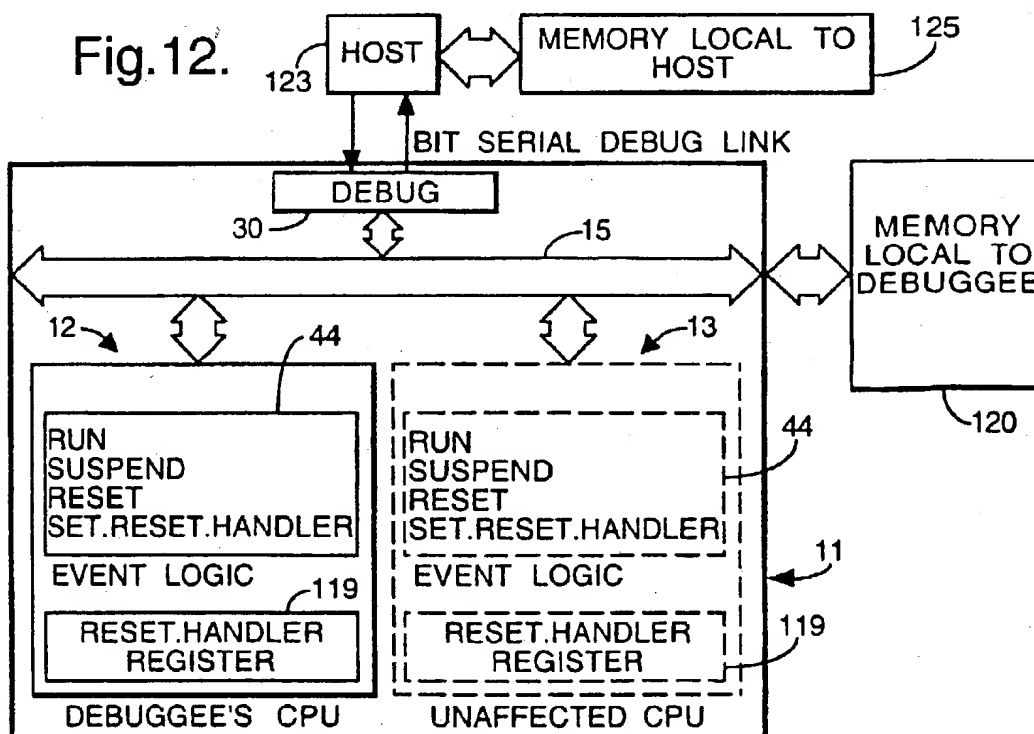 Fig.12.
HOST
123
MEMORY LOCAL TO
HOST
125
BIT SERIAL DEBUG LINK
DEBUG
30
15
MEMORY
LOCAL TO
DEBUGGEE
120
12
44
RUN
SUSPEND
RESET
SET.RESET.HANDLER
EVENT LOGIC
119
RESET.HANDLER
REGISTER
DEBUGGEE'S CPU
13
44
RUN
SUSPEND
RESET
SET.RESET.HANDLER
EVENT LOGIC
11
RESET.HANDLER
REGISTER
119
UNAFFECTED CPU